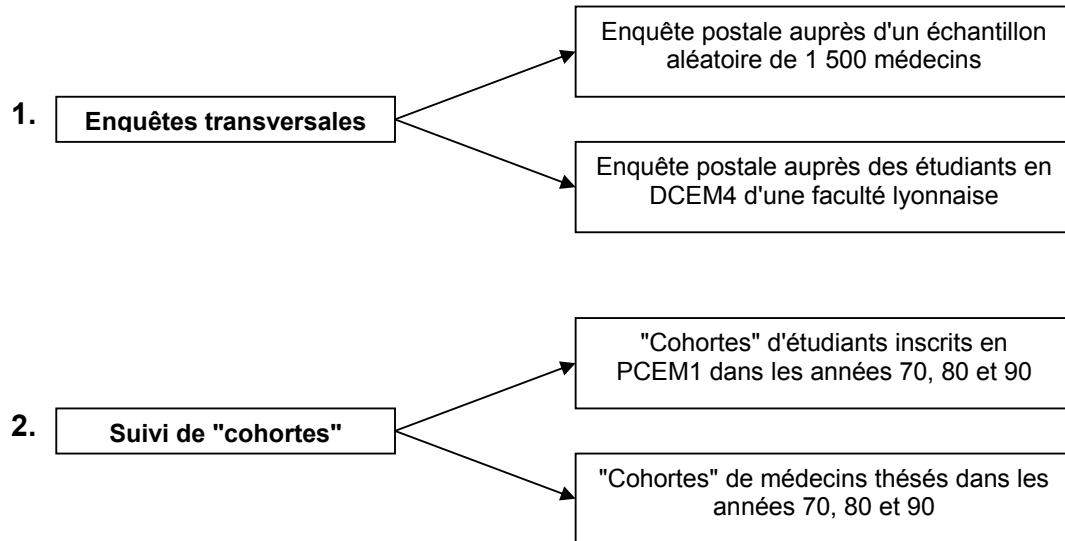 Enquête postale auprès d'un échantillon
aléatoire de 1 500 médecins
1. Enquêtes transversales
Enquête postale auprès des étudiants en
DCEM4 d'une faculté lyonnaise
"Cohortes" d'étudiants inscrits en
PCEM1 dans les années 70, 80 et 90
2. Suivi de "cohortes"
"Cohortes" de médecins thésés dans les
années 70, 80 et 90